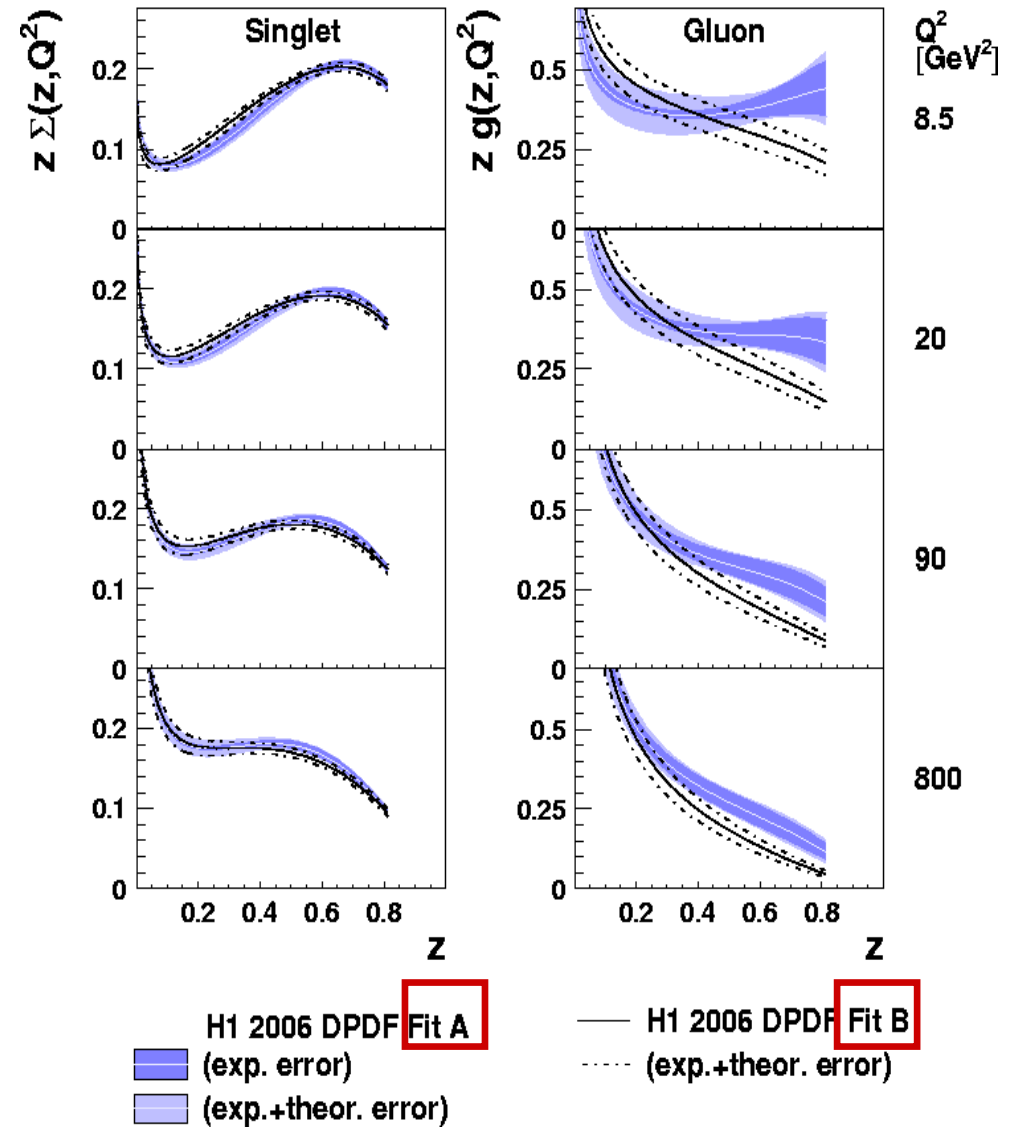 Singlet
Gluon
Q²
[GeV²]
z Σ(z,Q²)
z g(z,Q²)
0.2
0.1
0
0.5
0.25
0
8.5
0.2
0.1
0
0.5
0.25
0
20
0.2
0.1
0
0.5
0.25
0
90
0.2
0.1
0
0.5
0.25
0
800
0.2 0.4 0.6 0.8
0.2 0.4 0.6 0.8
z
z
H1 2006 DPDF Fit A
(exp. error)
(exp.+theor. error)
H1 2006 DPDF Fit B
(exp.+theor. error)